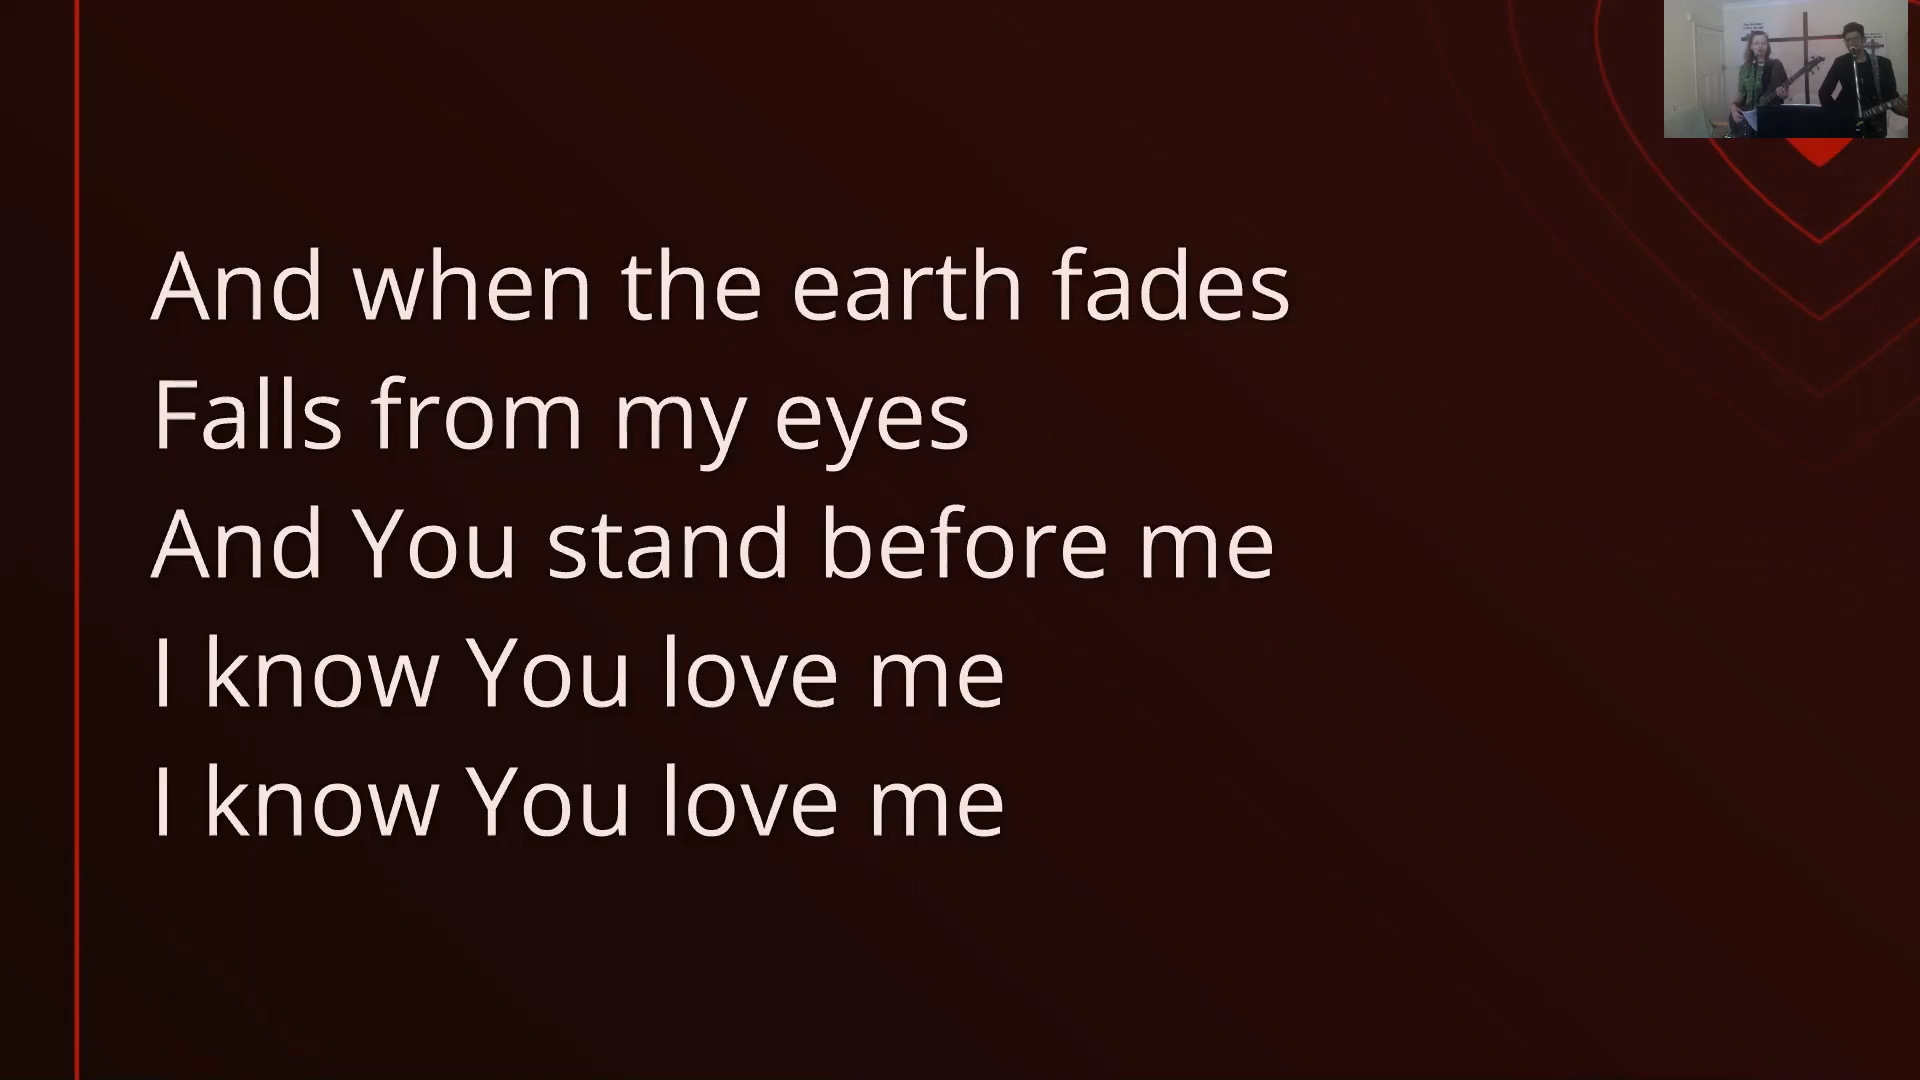 And when the earth fades
Falls from my eyes
And You stand before me
I know You love me
I know You love me